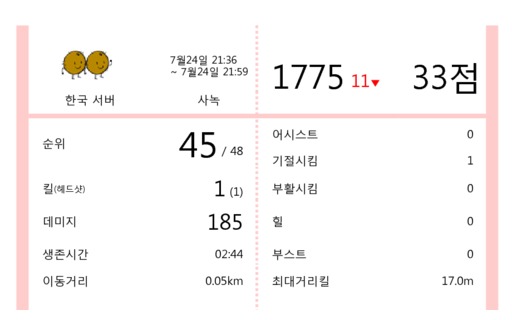 7월24일 21:36
~ 7월24일 21:59
한국 서버
사녹
1775 11▼ 33점
순위 45 / 48
킬(헤드샷) 1 (1)
데미지 185
생존시간 02:44
이동거리 0.05km
어시스트 0
기절시킴 1
부활시킴 0
힐 0
부스트 0
최대거리킬 17.0m